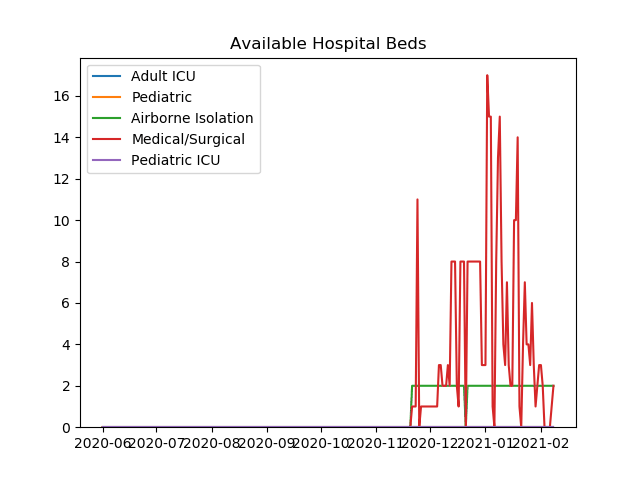 Available Hospital Beds
Adult ICU
Pediatric
Airborne Isolation
Medical/Surgical
Pediatric ICU
16
14
12
10
8
6
4
2
0
2020-06 2020-07 2020-08 2020-09 2020-10 2020-11 2020-12 2021-01 2021-02